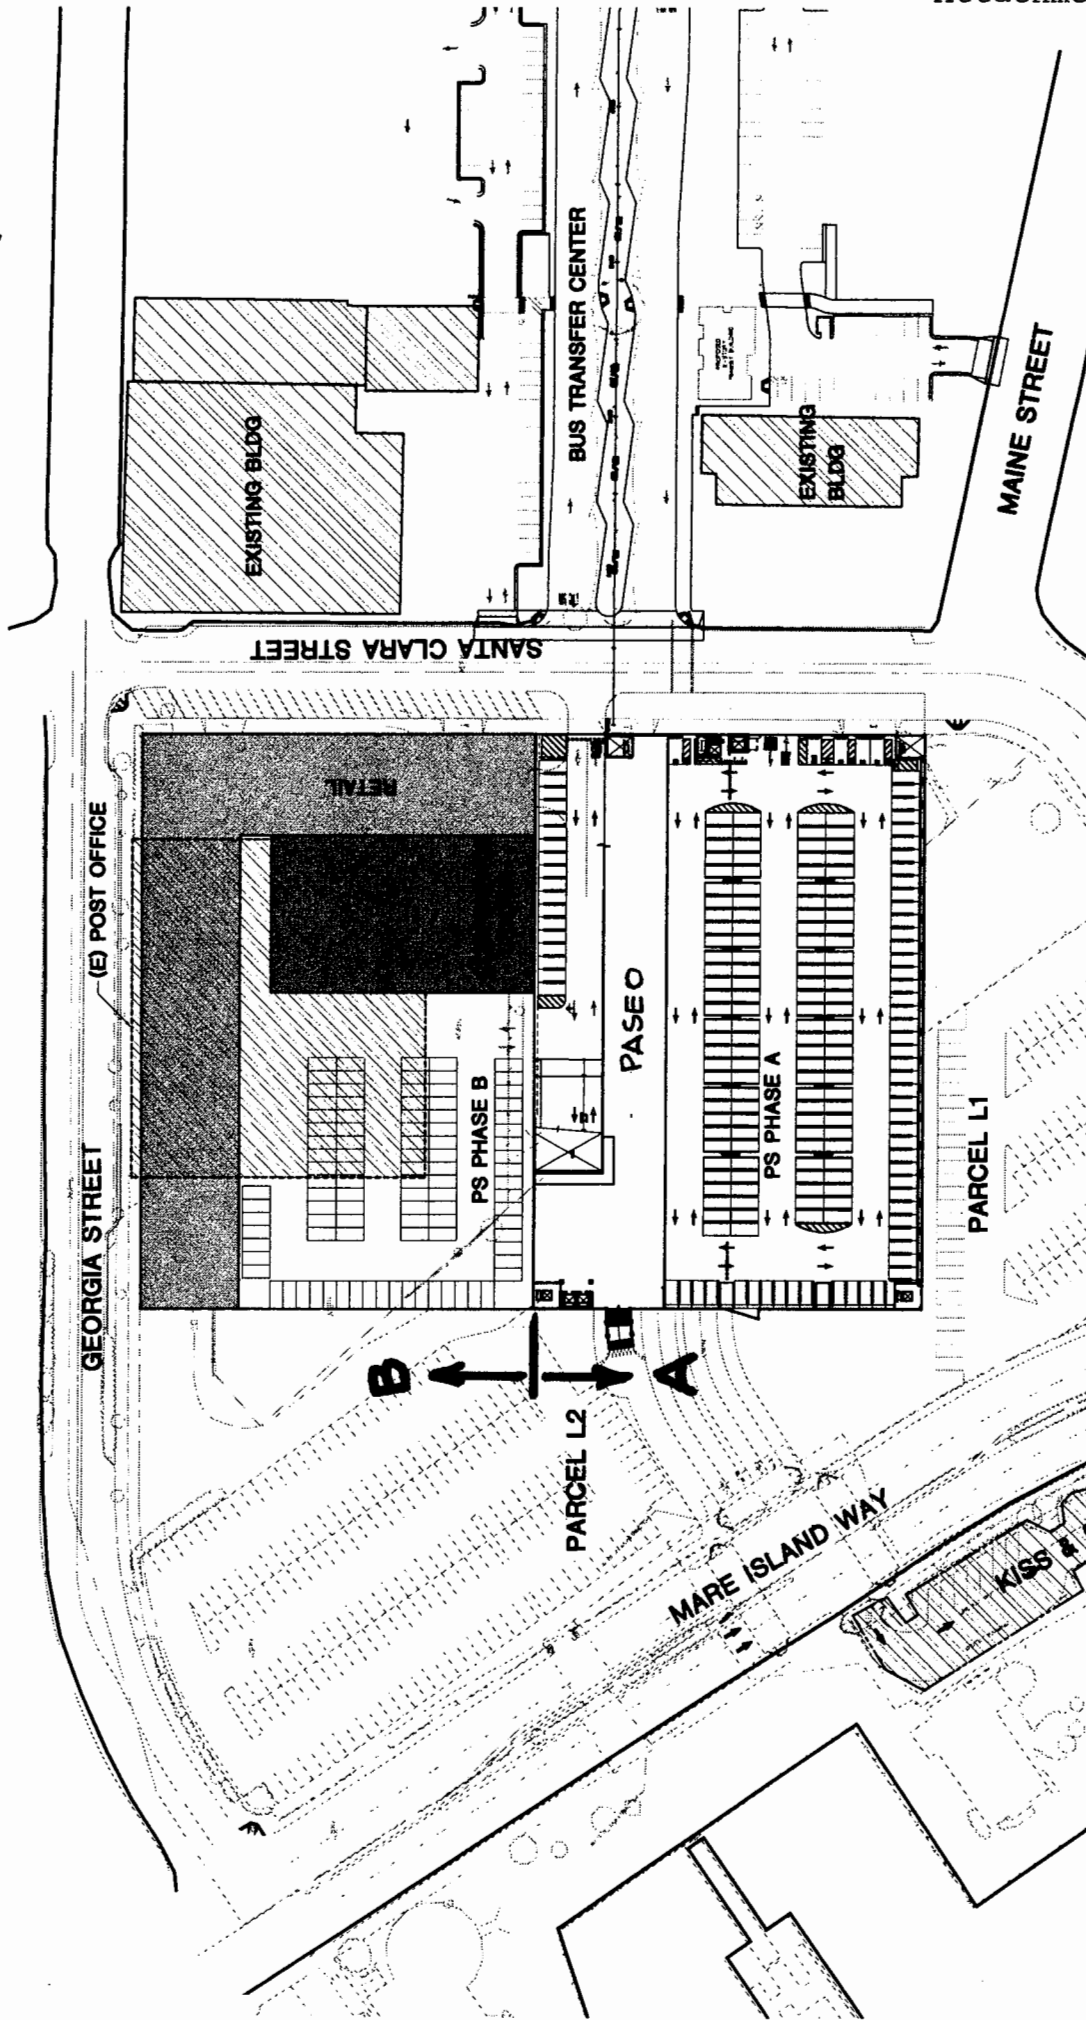 GEORGIA STREET
(E) POST OFFICE
EXISTING BLDG
SANTA CLARA STREET
RETAIL
BUS TRANSFER CENTER
EXISTING
BLDG
MAINE STREET
PS PHASE B
PASEO
PS PHASE A
PARCEL L1
B
A
PARCEL L2
MARE ISLAND WAY
KISS &